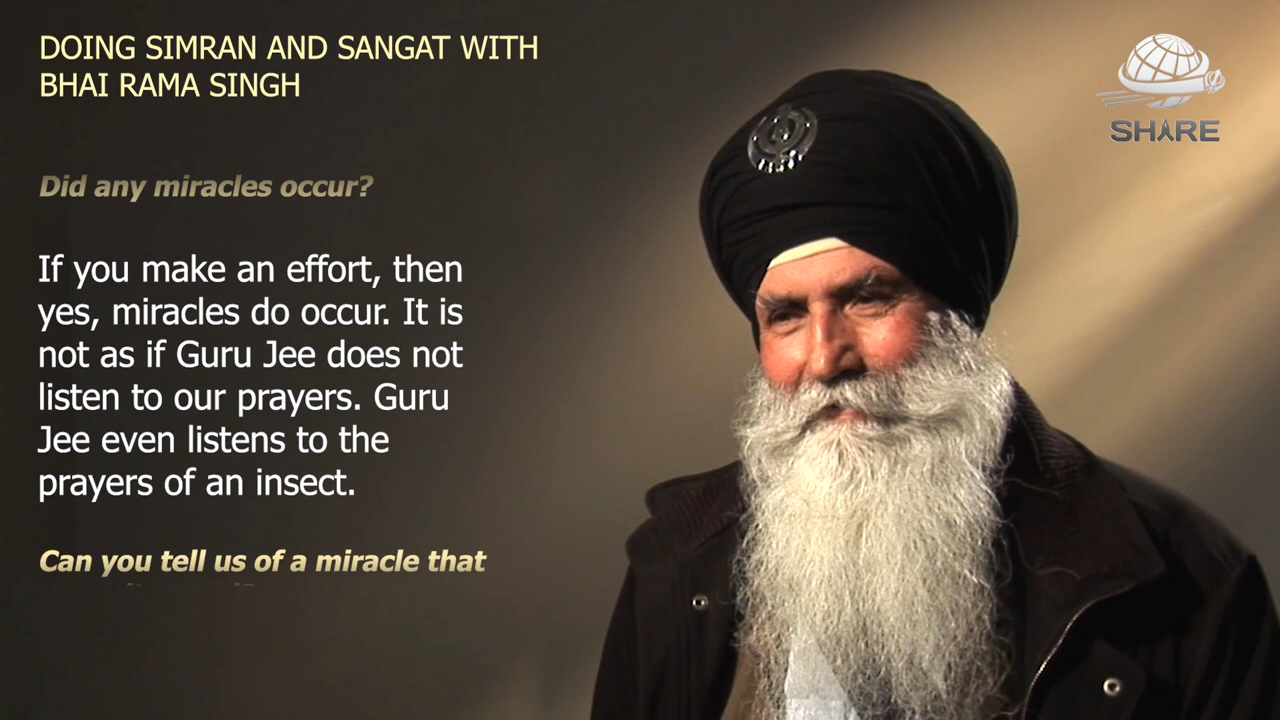 DOING SIMRAN AND SANGAT WITH
BHAI RAMA SINGH
SHARE
Did any miracles occur?
If you make an effort, then
yes, miracles do occur. It is
not as if Guru Jee does not
listen to our prayers. Guru
Jee even listens to the
prayers of an insect.
Can you tell us of a miracle that